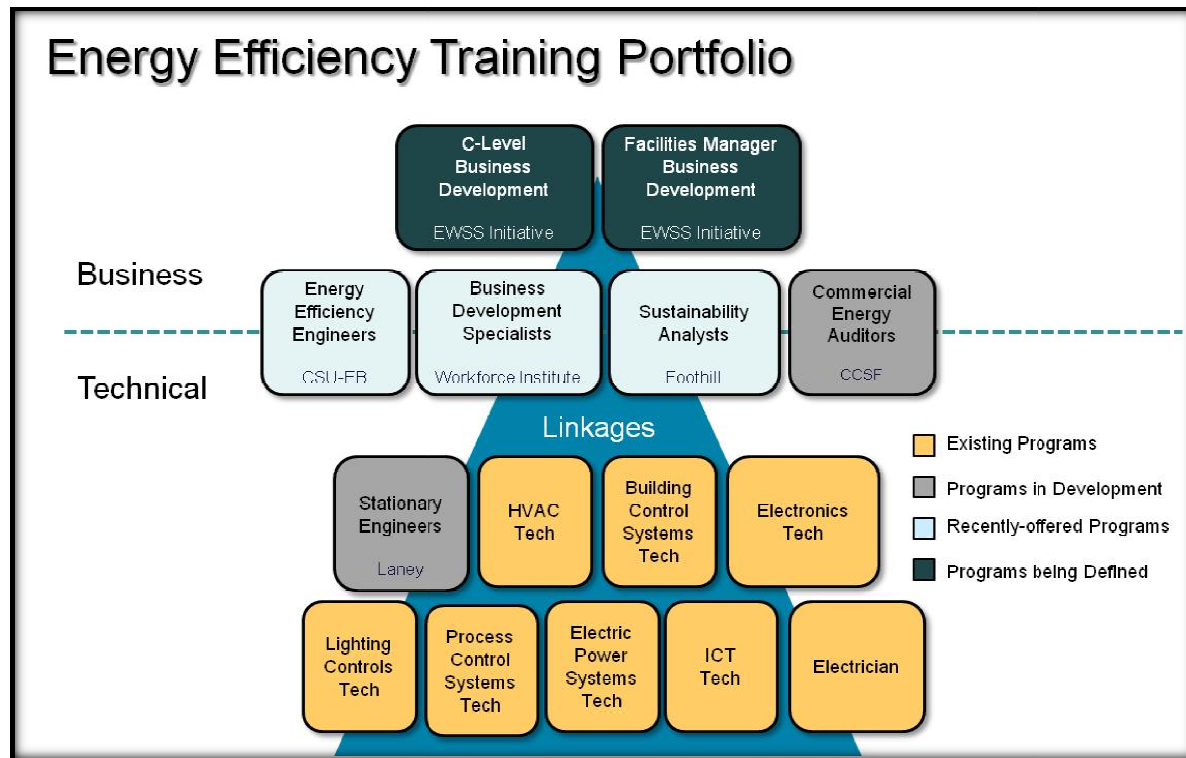 Energy Efficiency Training Portfolio
C-Level
Business
Development
EWSS Initiative
Facilities Manager
Business
Development
EWSS Initiative
Business
Energy
Efficiency
Engineers
CSU-EB
Business
Development
Specialists
Workforce Institute
Sustainability
Analysts
Foothill
Commercial
Energy
Auditors
CCSF
Technical
Linkages
Existing Programs
Programs in Development
Recently-offered Programs
Programs being Defined
Stationary
Engineers
Laney
HVAC
Tech
Building
Control
Systems
Tech
Electronics
Tech
Lighting
Controls
Tech
Process
Control
Systems
Tech
Electric
Power
Systems
Tech
ICT
Tech
Electrician